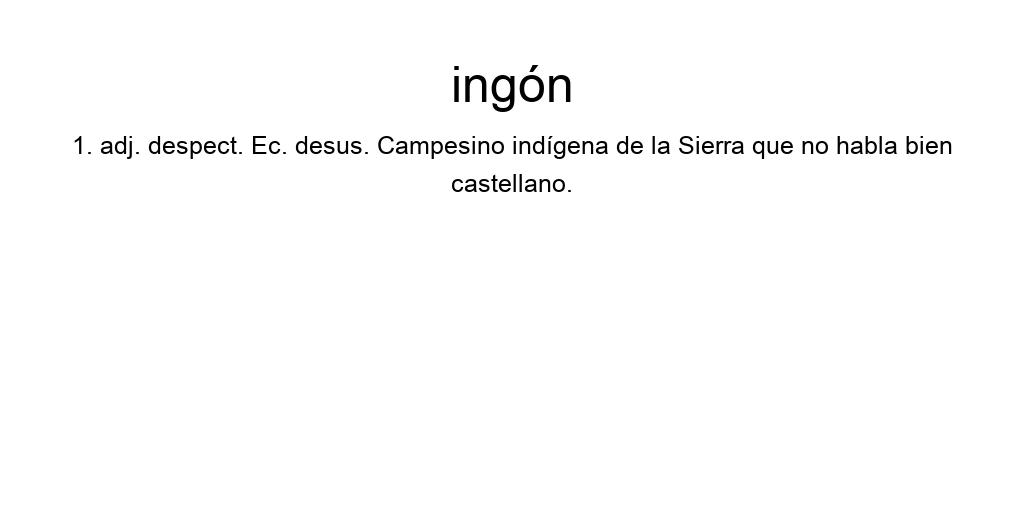 ingón
1. adj. despect. Ec. desus. Campesino indígena de la Sierra que no habla bien
castellano.